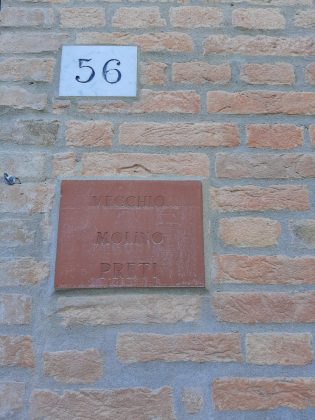 56
VECCHIO
MOLINO
PRETI